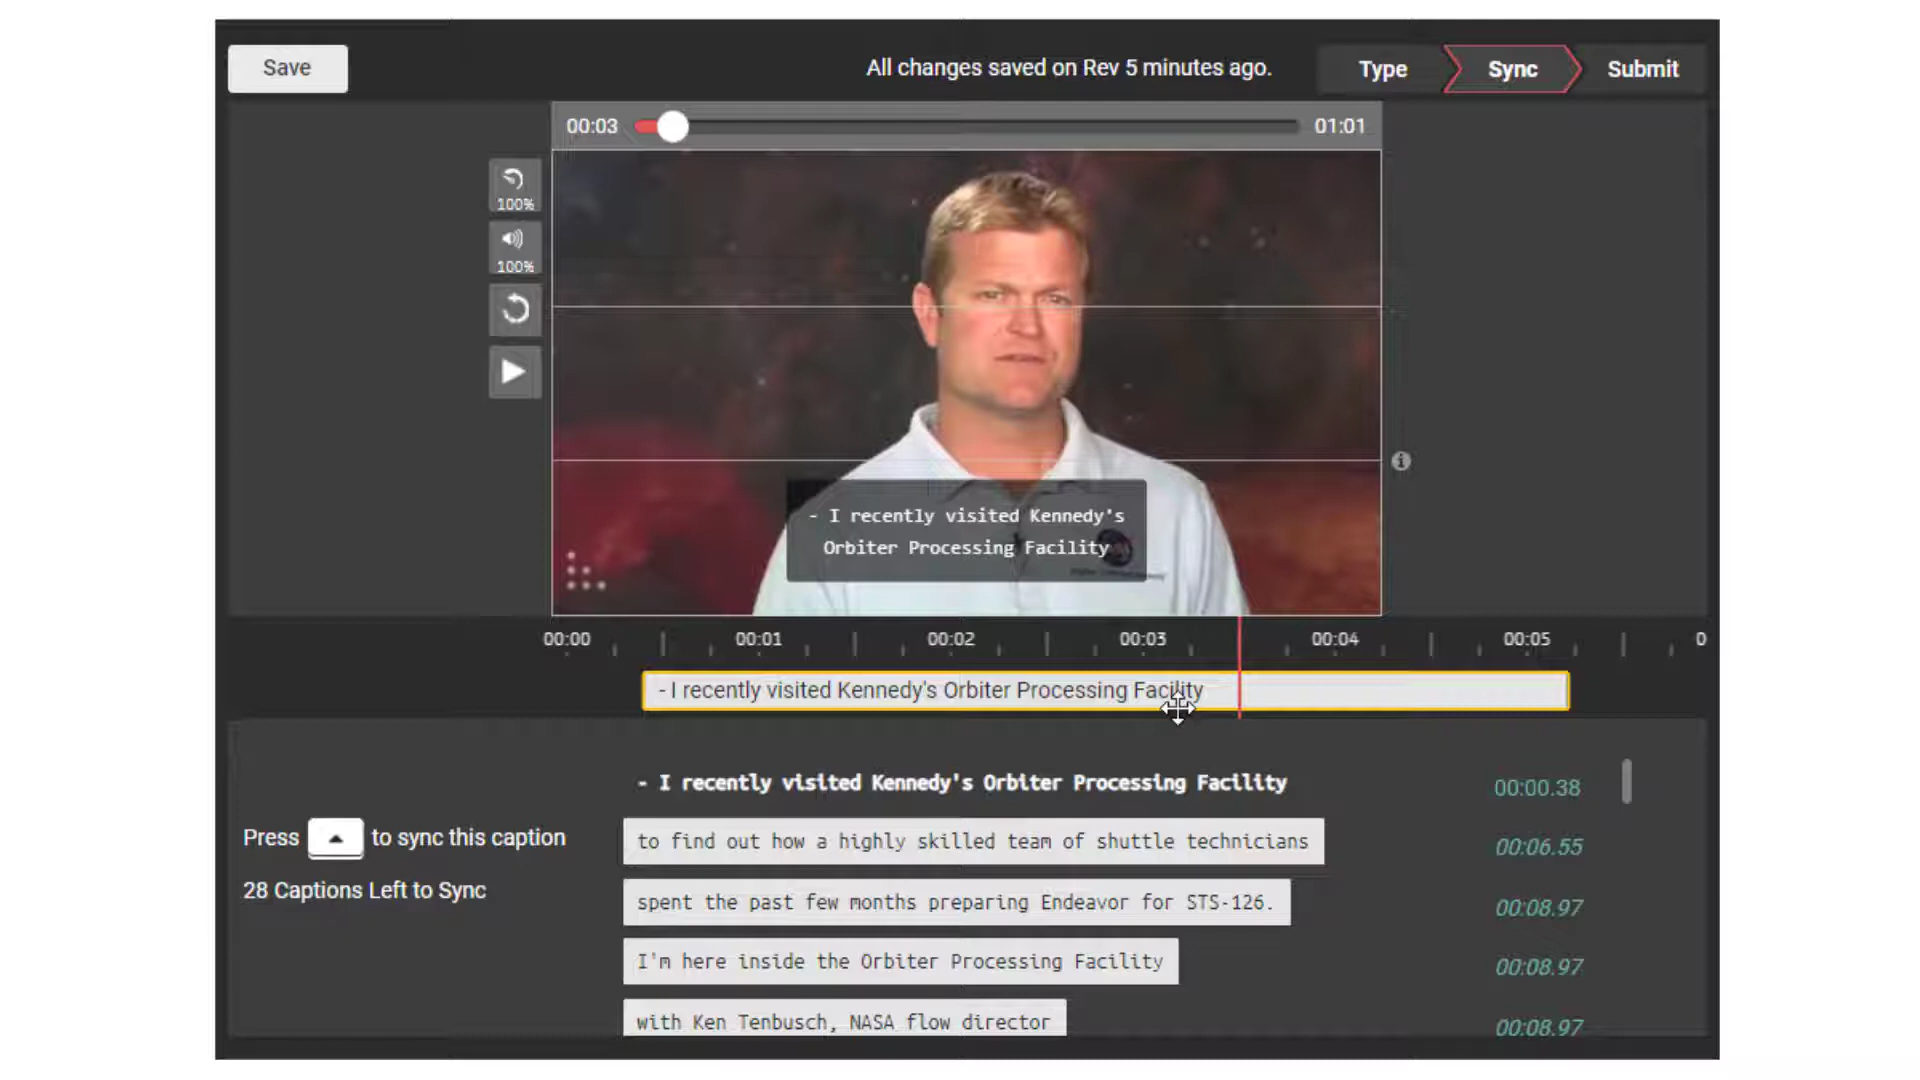 Save
All changes saved on Rev 5 minutes ago.
Type
Sync
Submit
00:03
01:01
100%
100%
- I recently visited Kennedy's
Orbiter Processing Facility
00:00 00:01 00:02 00:03 00:04 00:05 0
- I recently visited Kennedy's Orbiter Processing Facility
- I recently visited Kennedy's Orbiter Processing Facility 00:00.38
to find out how a highly skilled team of shuttle technicians 00:06.55
Press to sync this caption
28 Captions Left to Sync
spent the past few months preparing Endeavor for STS-126. 00:08.97
I'm here inside the Orbiter Processing Facility 00:08.97
with Ken Tenbusch, NASA flow director 00:08.97